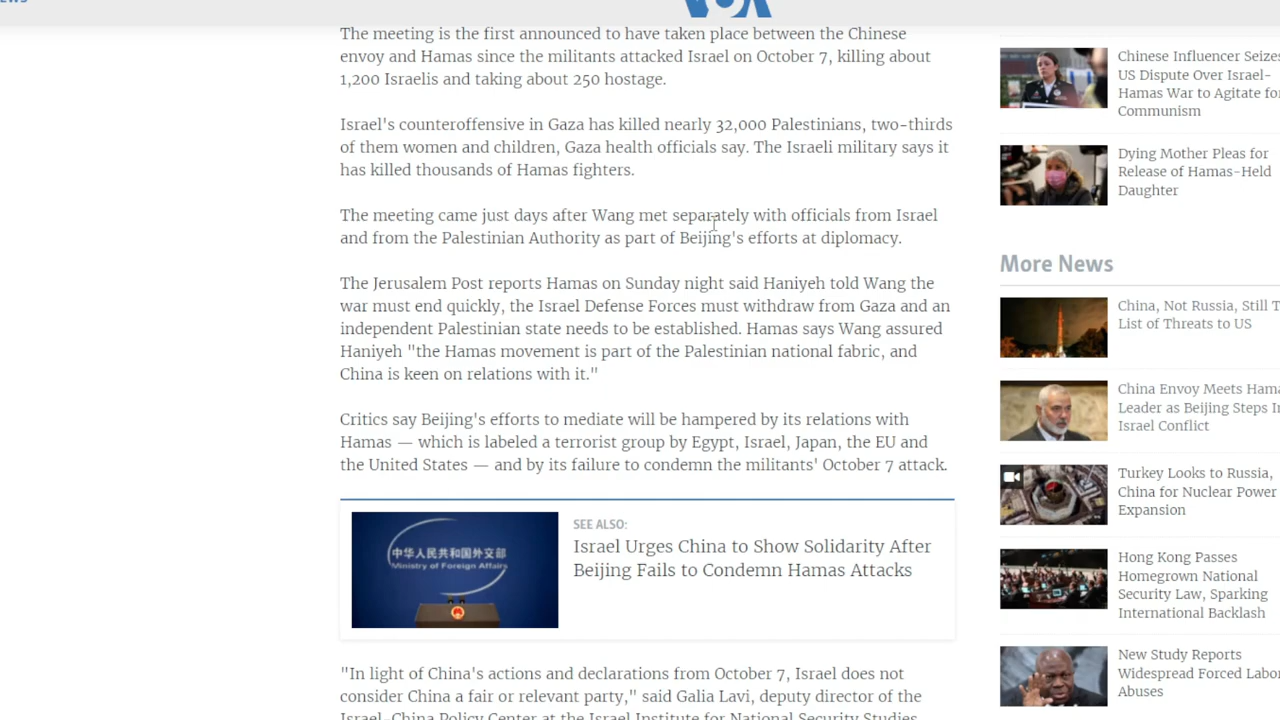 VOA
The meeting is the first announced to have taken place between the Chinese
envoy and Hamas since the militants attacked Israel on October 7, killing about
1,200 Israelis and taking about 250 hostage.
Israel's counteroffensive in Gaza has killed nearly 32,000 Palestinians, two-thirds
of them women and children, Gaza health officials say. The Israeli military says it
has killed thousands of Hamas fighters.
The meeting came just days after Wang met separately with officials from Israel
and from the Palestinian Authority as part of Beijing's efforts at diplomacy.
The Jerusalem Post reports Hamas on Sunday night said Haniyeh told Wang the
war must end quickly, the Israel Defense Forces must withdraw from Gaza and an
independent Palestinian state needs to be established. Hamas says Wang assured
Haniyeh "the Hamas movement is part of the Palestinian national fabric, and
China is keen on relations with it."
Critics say Beijing's efforts to mediate will be hampered by its relations with
Hamas — which is labeled a terrorist group by Egypt, Israel, Japan, the EU and
the United States — and by its failure to condemn the militants' October 7 attack.
中华人民共和国外交部
Ministry of Foreign Affairs
SEE ALSO:
Israel Urges China to Show Solidarity After
Beijing Fails to Condemn Hamas Attacks
"In light of China's actions and declarations from October 7, Israel does not
consider China a fair or relevant party," said Galia Lavi, deputy director of the
Israel-China Policy Center at the Israel Institute for National Security Studies
Chinese Influencer Seizes
US Dispute Over Israel-
Hamas War to Agitate for
Communism
Dying Mother Pleas for
Release of Hamas-Held
Daughter
More News
China, Not Russia, Still T
List of Threats to US
China Envoy Meets Hama
Leader as Beijing Steps In
Israel Conflict
Turkey Looks to Russia,
China for Nuclear Power
Expansion
Hong Kong Passes
Homegrown National
Security Law, Sparking
International Backlash
New Study Reports
Widespread Forced Labo
Abuses